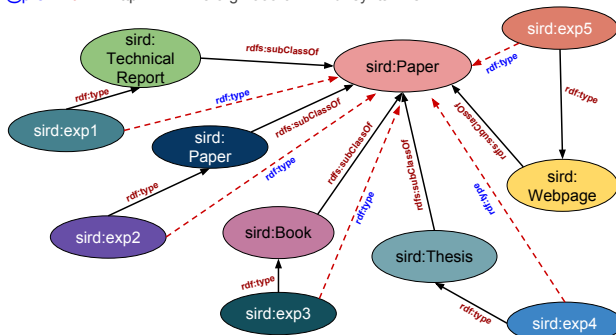 sird:
Technical
Report
rdfs:subClassOf
sird:Paper
sird:exp5
rdf:type
rdf:type
rdf:type
rdf:type
sird:exp1
sird:
Paper
rdfs:subClassOf
rdf:type
rdf:type
sird:exp2
rdfs:subClassOf
rdf:type
sird:Book
rdf:type
sird:exp3
rdfs:subClassOf
sird:Thesis
rdf:type
rdf:type
sird:exp4
rdfs:subClassOf
sird:
Webpage